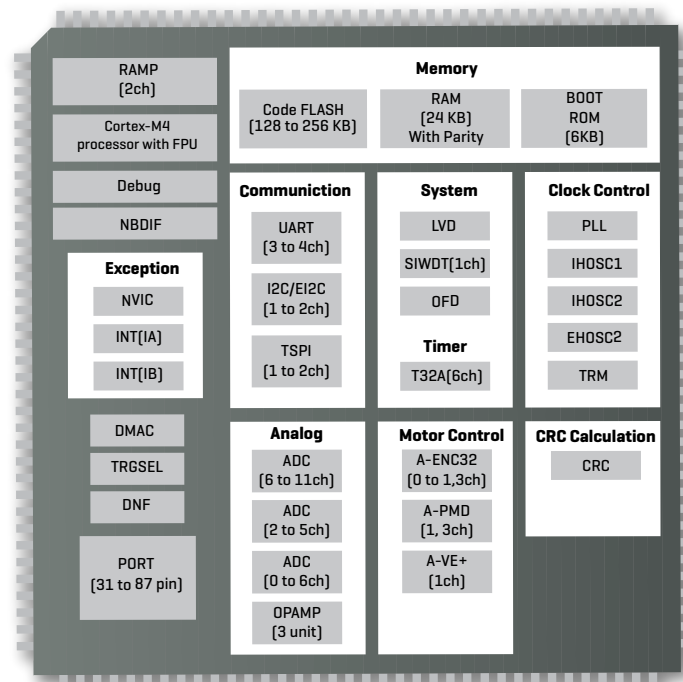 RAMP
(2ch)
Cortex-M4
processor with FPU
Debug
NBDIF
Exception
NVIC
INT(IA)
INT(IB)
DMAC
TRGSEL
DNF
PORT
(31 to 87 pin)
Memory
Code FLASH
(128 to 256 KB)
RAM
(24 KB)
With Parity
BOOT
ROM
(6KB)
Communiction
UART
(3 to 4ch)
I2C/EI2C
(1 to 2ch)
TSPI
(1 to 2ch)
System
LVD
SIWDT(1ch)
OFD
Timer
T32A(6ch)
Clock Control
PLL
IHOSC1
IHOSC2
EHOSC2
TRM
Analog
ADC
(6 to 11ch)
ADC
(2 to 5ch)
ADC
(0 to 6ch)
OPAMP
(3 unit)
Motor Control
A-ENC32
(0 to 1,3ch)
A-PMD
(1, 3ch)
A-VE+
(1ch)
CRC Calculation
CRC